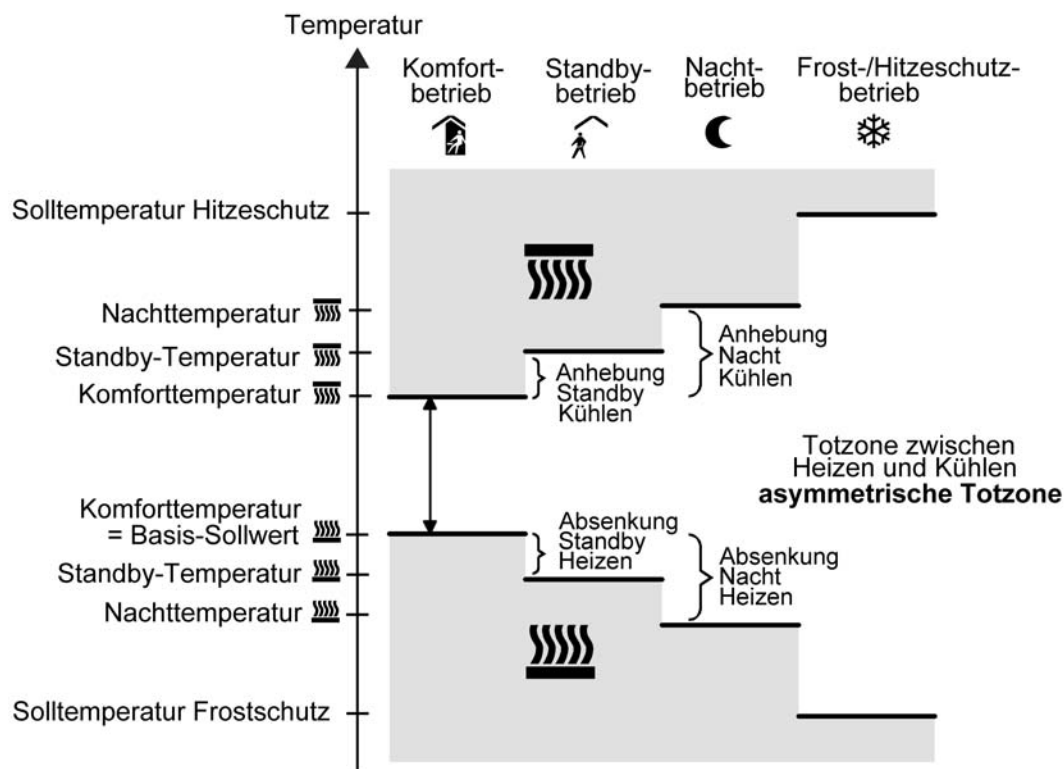 Temperatur
Komfort-
betrieb
Standby-
betrieb
Nacht-
betrieb
Frost-/Hitzeschutz-
betrieb
Solltemperatur Hitzeschutz
Nachttemperatur
Standby-Temperatur
Komforttemperatur
Anhebung
Standby
Kühlen
Anhebung
Nacht
Kühlen
Totzone zwischen
Heizen und Kühlen
asymmetrische Totzone
Komforttemperatur
= Basis-Sollwert
Standby-Temperatur
Nachttemperatur
Absenkung
Standby
Heizen
Absenkung
Nacht
Heizen
Solltemperatur Frostschutz